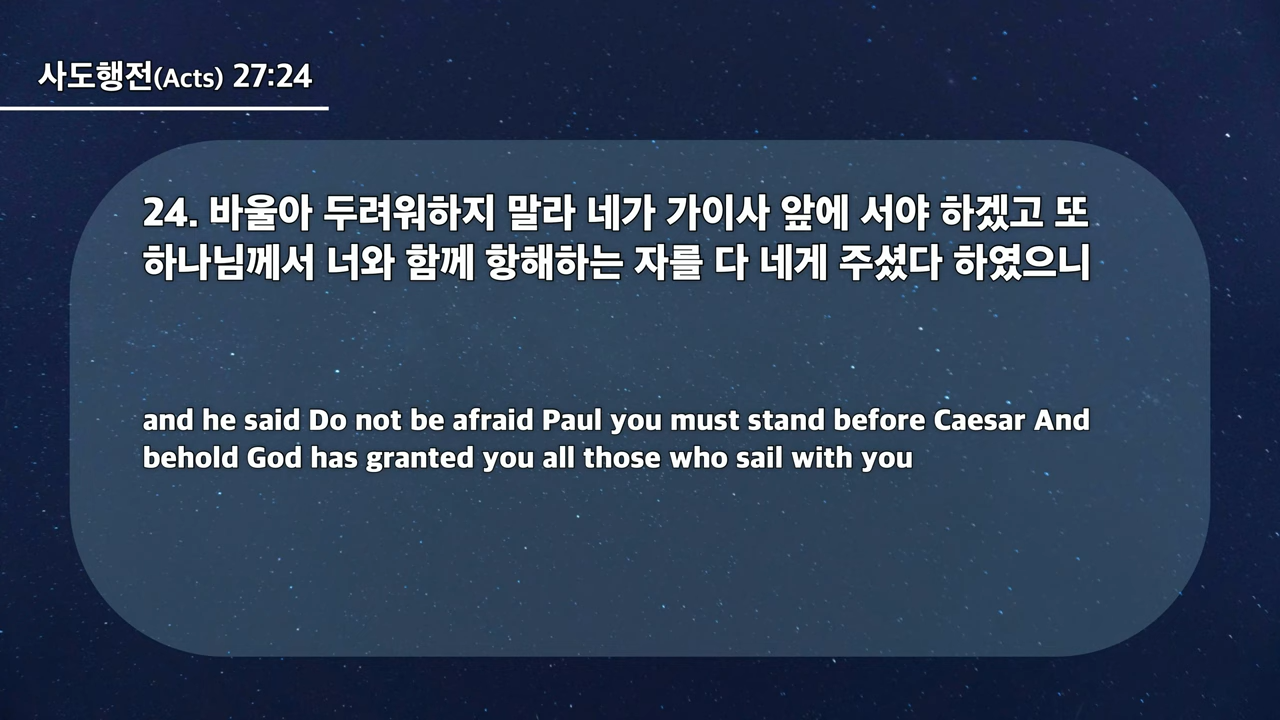 사도행전(Acts) 27:24
24. 바울아 두려워하지 말라 네가 가이사 앞에 서야 하겠고 또
하나님께서 너와 함께 항해하는 자를 다 네게 주셨다 하였으니
and he said Do not be afraid Paul you must stand before Caesar And
behold God has granted you all those who sail with you